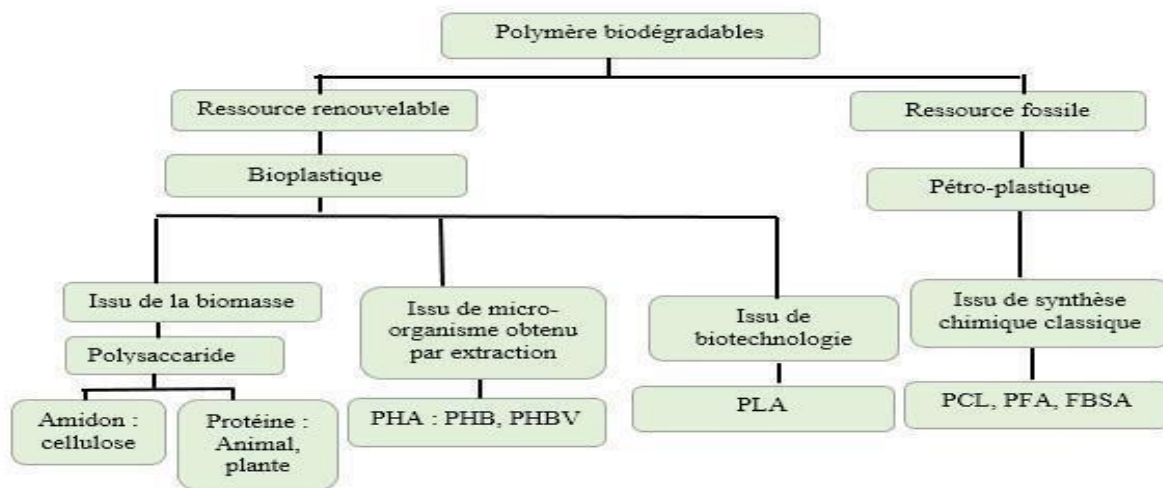 Polymère biodégradables
Ressource renouvelable
Ressource fossile
Bioplastique
Pétro-plastique
Issu de la biomasse
Issu de micro-
organisme obtenu
par extraction
Issu de
biotechnologie
Issu de synthèse
chimique classique
Polysaccaride
Amidon :
cellulose
Protéine :
Animal,
plante
PHA : PHB, PHBV
PLA
PCL, PFA, FBSA